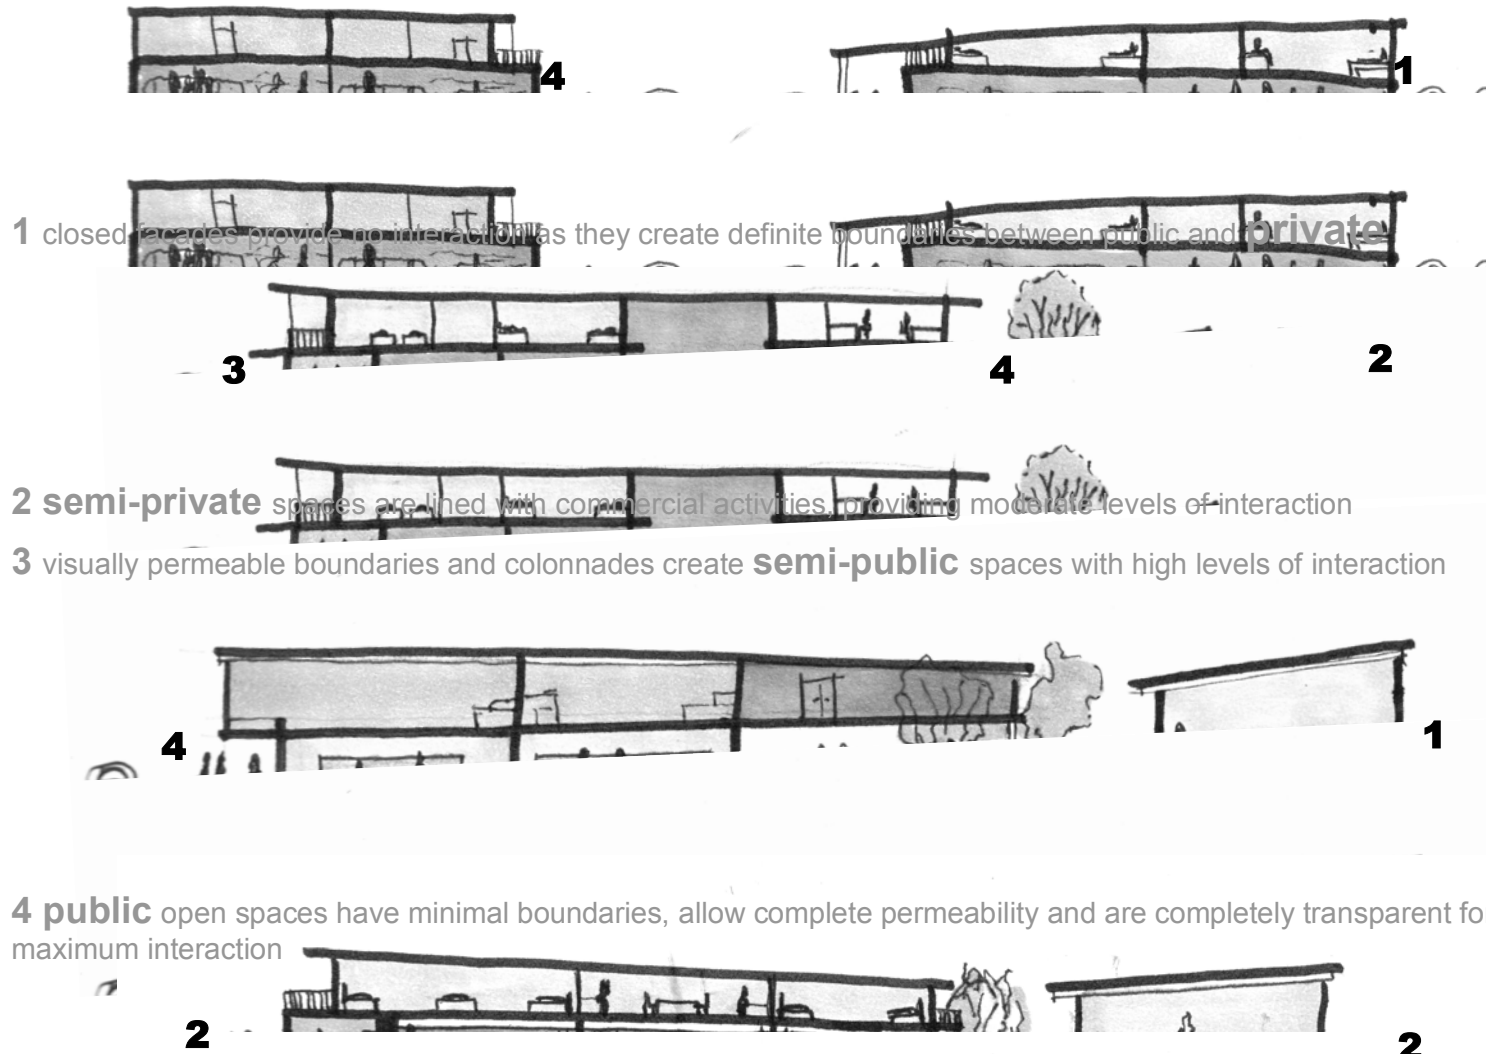 4
1
1 closed facades provide no interaction as they create definite boundaries between public and private
3
4
2
2 semi-private spaces are lined with commercial activities, providing moderate levels of interaction
3 visually permeable boundaries and colonnades create semi-public spaces with high levels of interaction
4
1
4 public open spaces have minimal boundaries, allow complete permeability and are completely transparent fo
maximum interaction
2
2